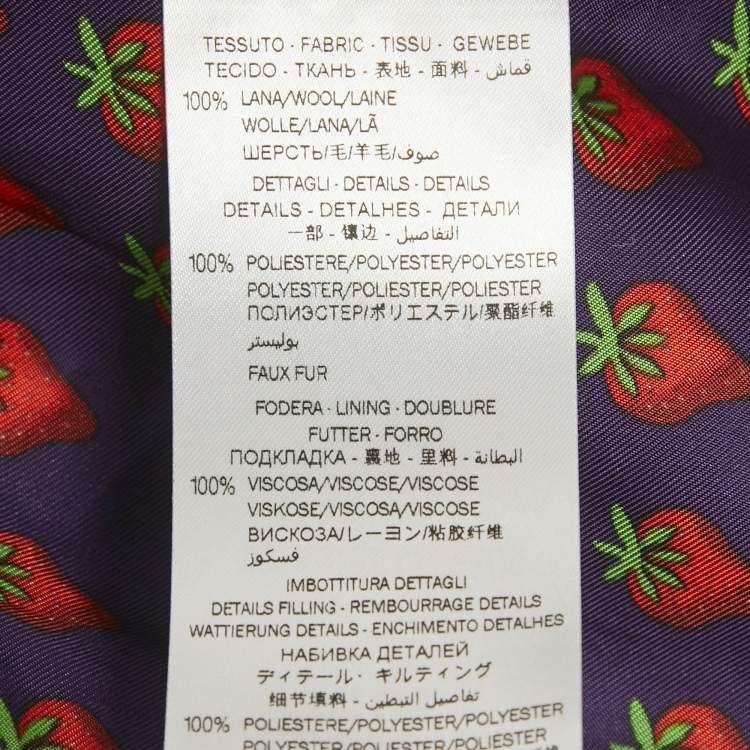 TESSUTO · FABRIC · TISSU · GEWEBE
TECIDO · ТКАНЬ · 表地 - 面料 - قماش
100% LANA/WOOL/LAINE
WOLLE/LANA/LÃ
ШЕРСТЬ/毛/羊毛/صوف
DETTAGLI · DETAILS · DETAILS
DETAILS - DETALHES - ДЕТАЛИ
一部 - 镶边 - التفاصيل
100% POLIESTERE/POLYESTER/POLYESTER
POLYESTER/POLIESTER/POLIESTER
ПОЛИЭСТЕР/ポリエステル/聚酯纤维
بوليستر
FAUX FUR
FODERA · LINING · DOUBLURE
FUTTER · FORRO
ПОДКЛАДКА - 裏地 - 里料 - البطانة
100% VISCOSA/VISCOSE/VISCOSE
VISKOSE/VISCOSA/VISCOSE
ВИСКОЗА/レーヨン/粘胶纤维
فسكوز
IMBOTTITURA DETTAGLI
DETAILS FILLING - REMBOURRAGE DETAILS
WATTIERUNG DETAILS - ENCHIMENTO DETALHES
НАБИВКА ДЕТАЛЕЙ
ディテール - キルティング
细节填料 - تفاصيل التبطين
100% POLIESTERE/POLYESTER/POLYESTER
POLYESTER/POLIESTER/POLIESTER